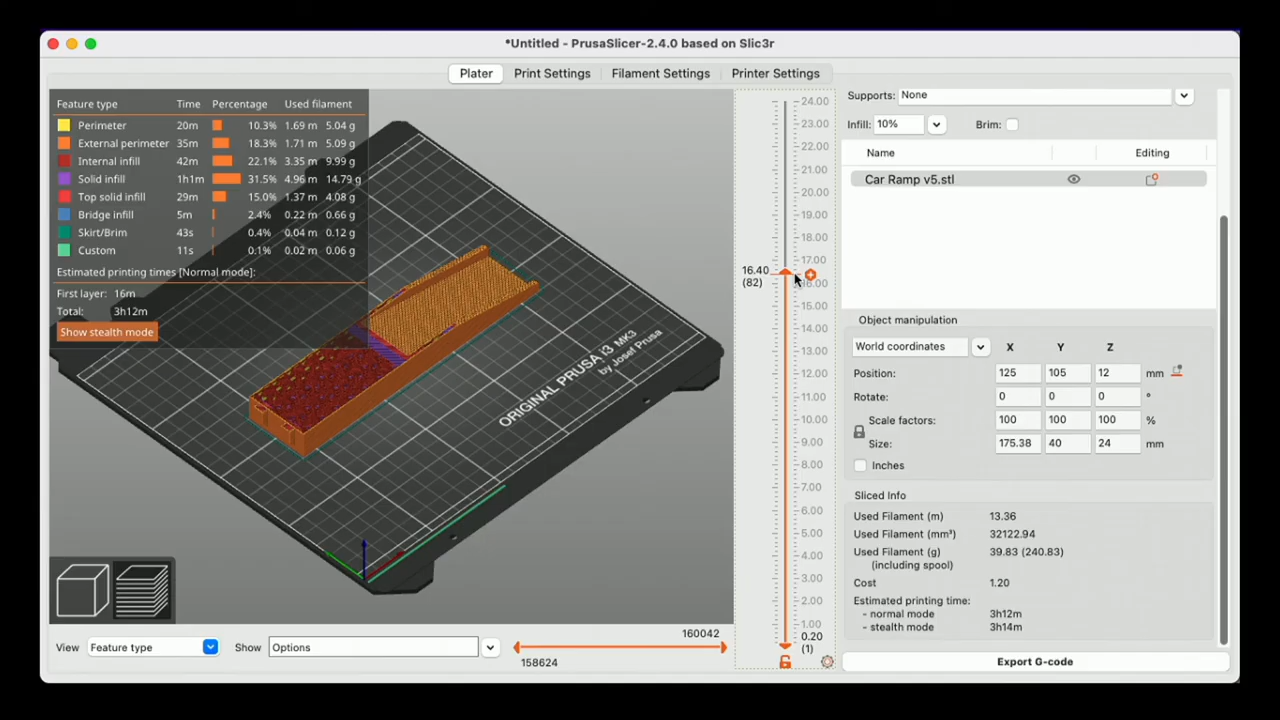 *Untitled - PrusaSlicer-2.4.0 based on Slic3r
Plater Print Settings Filament Settings Printer Settings
Feature type Time Percentage Used filament
Perimeter 20m 10.3% 1.69 m 5.04 g
External perimeter 35m 18.3% 1.71 m 5.09 g
Internal infill 42m 22.1% 3.35 m 9.99 g
Solid infill 1h1m 31.5% 4.96 m 14.79 g
Top solid infill 29m 15.0% 1.37 m 4.08 g
Bridge infill 5m 2.4% 0.22 m 0.66 g
Skirt/Brim 43s 0.4% 0.04 m 0.12 g
Custom 11s 0.1% 0.02 m 0.06 g
Estimated printing times [Normal mode]:
First layer: 16m
Total: 3h12m
Show stealth mode
ORIGINAL PRUSA i3 MK3
by Josef Prusa
View Feature type Show Options
160042
158624
24.00
23.00
22.00
21.00
20.00
19.00
18.00
17.00
16.40
(82)
16.00
15.00
14.00
13.00
12.00
11.00
10.00
9.00
8.00
7.00
6.00
5.00
4.00
3.00
2.00
1.00
0.20
(1)
Supports: None
Infill: 10% Brim:
Name Editing
Car Ramp v5.stl
Object manipulation
World coordinates X Y Z
Position: 125 105 12 mm
Rotate: 0 0 0 °
Scale factors: 100 100 100 %
Size: 175.38 40 24 mm
Inches
Sliced Info
Used Filament (m) 13.36
Used Filament (mm³) 32122.94
Used Filament (g) 39.83 (240.83)
(including spool)
Cost 1.20
Estimated printing time:
- normal mode 3h12m
- stealth mode 3h14m
Export G-code